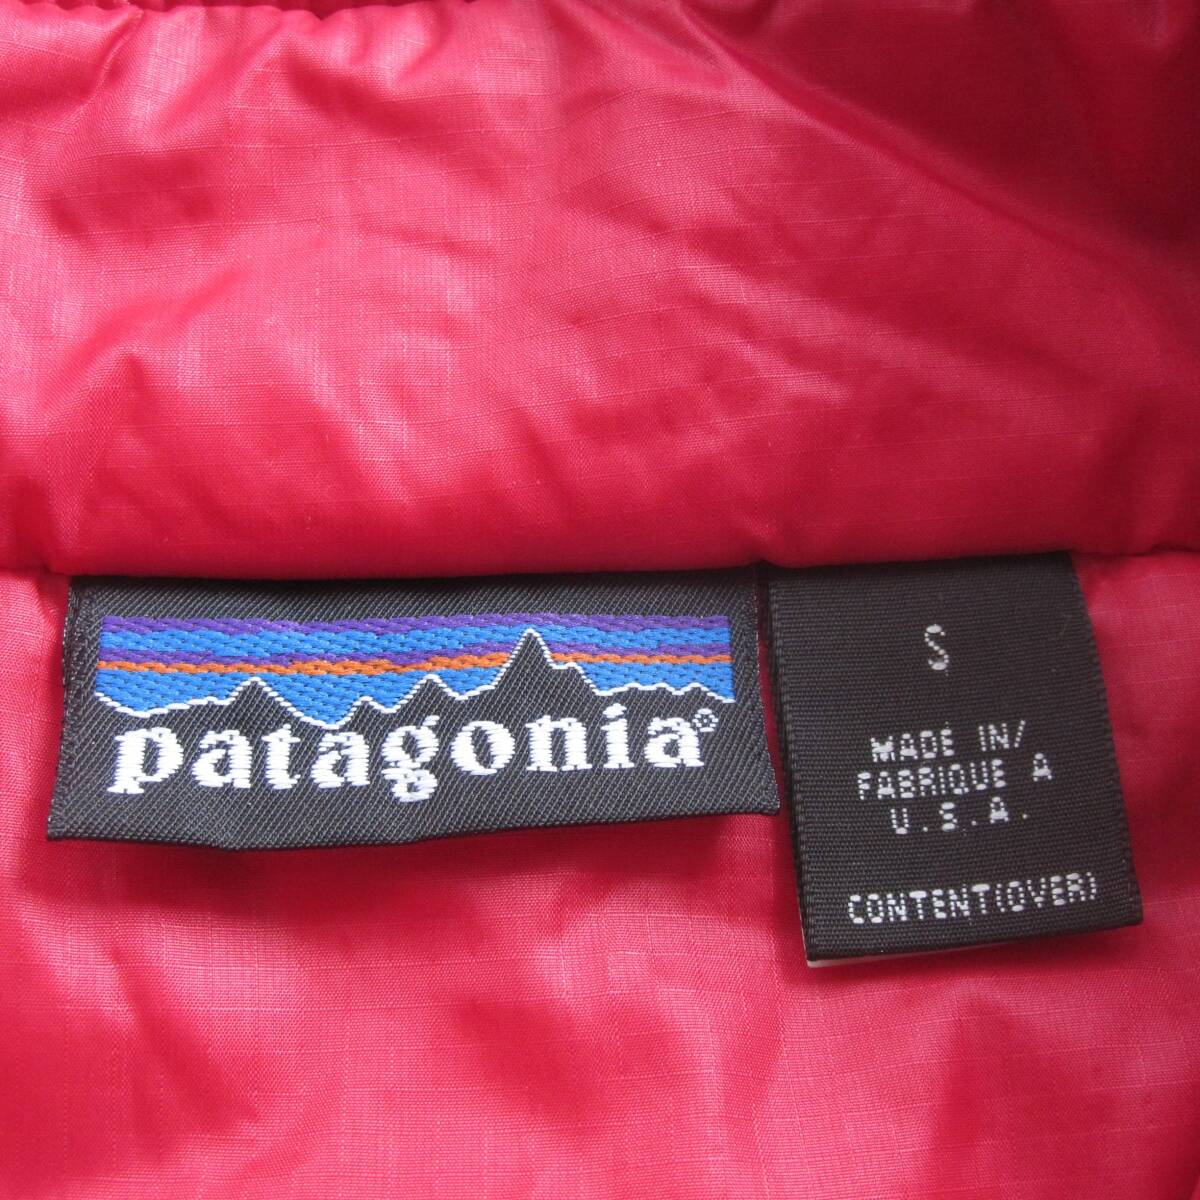 patagonia®
S
MADE IN/
FABRIQUE A
U.S.A.
CONTENT(OVER)